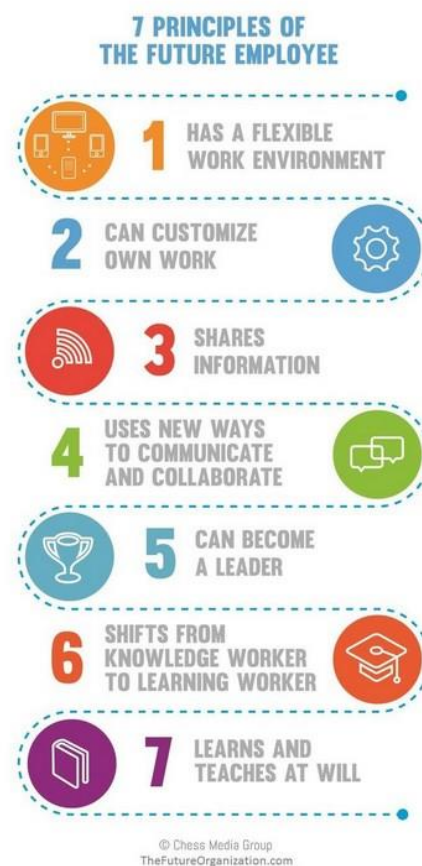 7 PRINCIPLES OF
THE FUTURE EMPLOYEE
1 HAS A FLEXIBLE
WORK ENVIRONMENT
2 CAN CUSTOMIZE
OWN WORK
3 SHARES
INFORMATION
4 USES NEW WAYS
TO COMMUNICATE
AND COLLABORATE
5 CAN BECOME
A LEADER
6 SHIFTS FROM
KNOWLEDGE WORKER
TO LEARNING WORKER
7 LEARNS AND
TEACHES AT WILL
© Chess Media Group
TheFutureOrganization.com